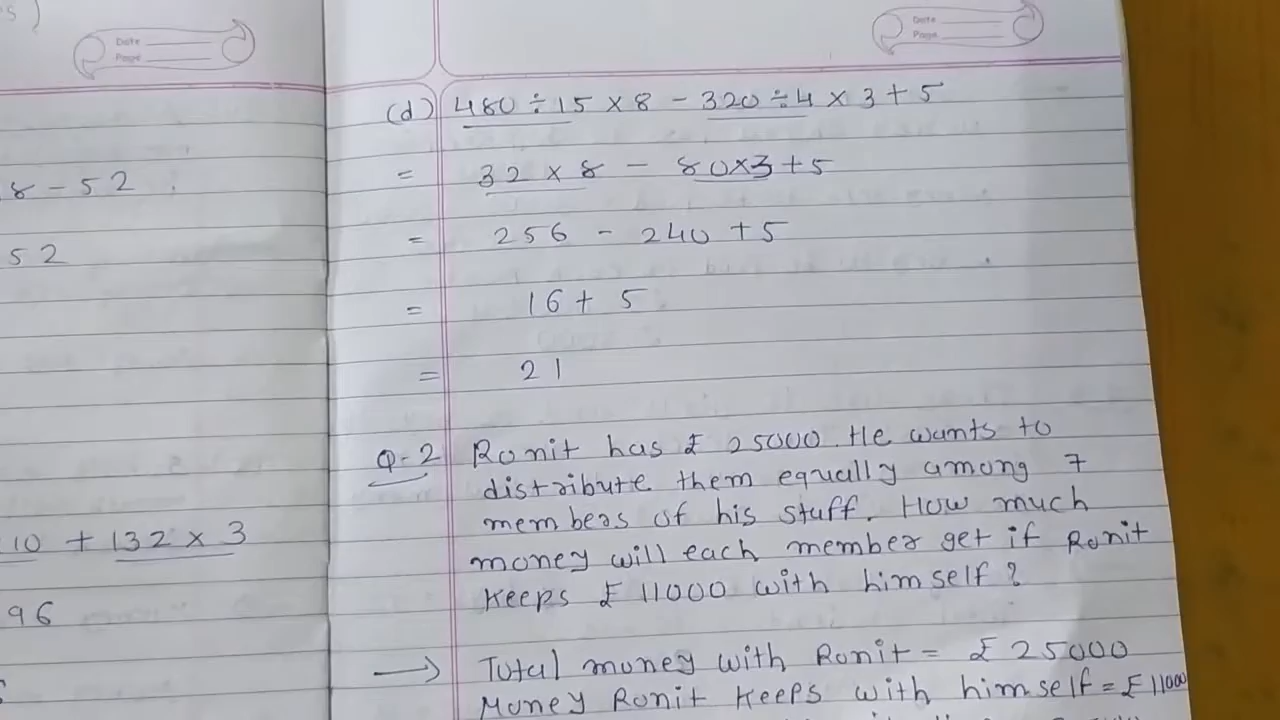 s)
Date
Page
8 - 52
52
10 + 132 × 3
96
Date
Page
(d) 480 ÷ 15 × 8 - 320 ÷ 4 × 3 + 5
= 32 × 8 - 80 × 3 + 5
= 256 - 240 + 5
= 16 + 5
= 21
Q-2 Ronit has £ 25000. He wants to
distribute them equally among 7
members of his stuff. How much
money will each member get if Ronit
keeps £ 11000 with himself?
→ Total money with Ronit = £ 25000
Money Ronit keeps with himself = £ 11000